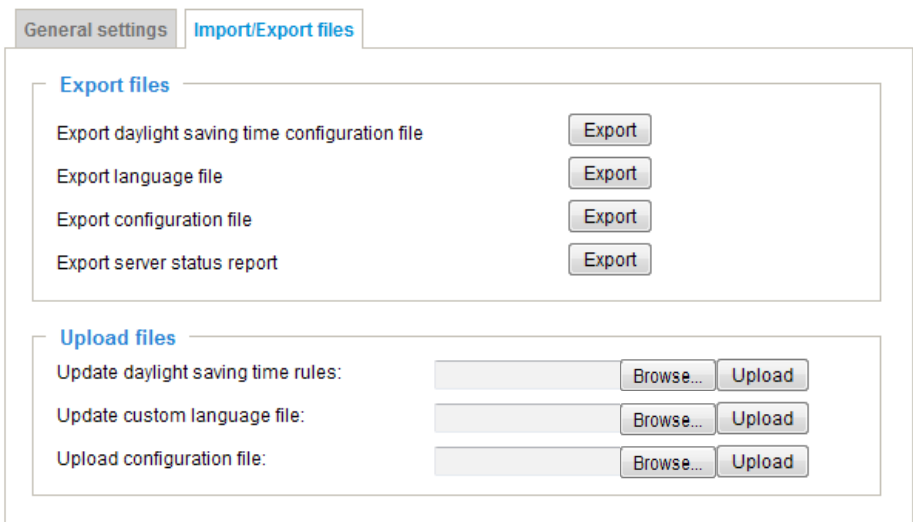 General settings Import/Export files
Export files
Export daylight saving time configuration file Export
Export language file Export
Export configuration file Export
Export server status report Export
Upload files
Update daylight saving time rules: Browse... Upload
Update custom language file: Browse... Upload
Upload configuration file: Browse... Upload